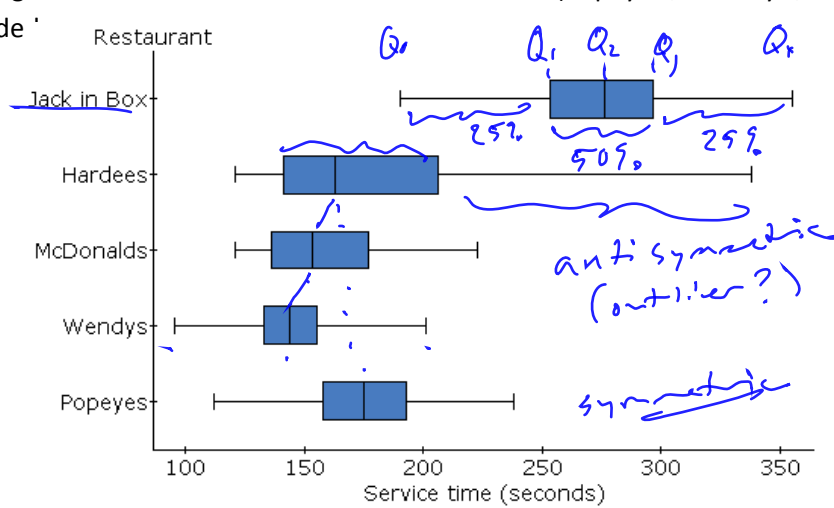 de
Restaurant
Q₀ Q₁ Q₂ Q₃ Q₄
Jack in Box
25% 50% 25%
Hardees
McDonalds
antisymmetric
(outlier?)
Wendys
Popeyes
symmetric
100 150 200 250 300 350
Service time (seconds)